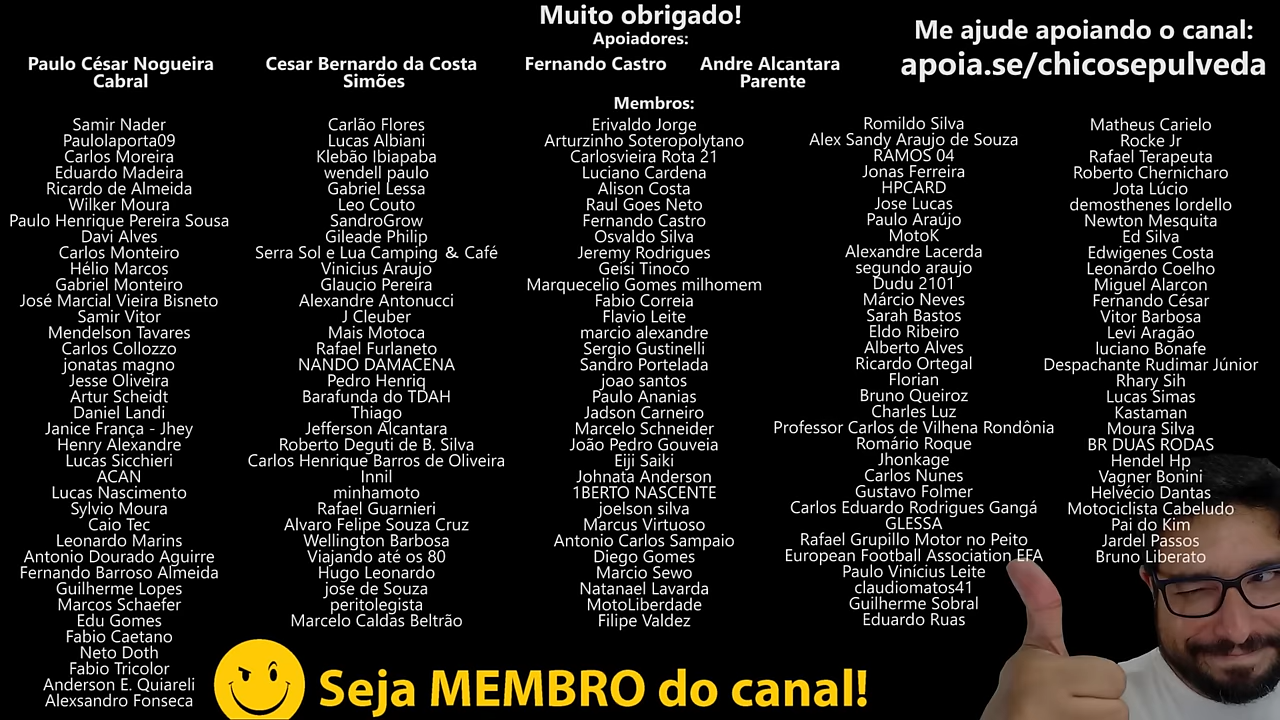 Muito obrigado!
Apoiadores:
Me ajude apoiando o canal:
apoia.se/chicosepulveda
Paulo César Nogueira
Cabral
Cesar Bernardo da Costa
Simões
Fernando Castro
Andre Alcantara
Parente
Membros:
Samir Nader
Paulolaporta09
Carlos Moreira
Eduardo Madeira
Ricardo de Almeida
Wilker Moura
Paulo Henrique Pereira Sousa
Davi Alves
Carlos Monteiro
Hélio Marcos
Gabriel Monteiro
José Marcial Vieira Bisneto
Samir Vitor
Mendelson Tavares
Carlos Collozzo
jonatas magno
Jesse Oliveira
Artur Scheidt
Daniel Landi
Janice França - Jhey
Henry Alexandre
Lucas Sicchieri
ACAN
Lucas Nascimento
Sylvio Moura
Caio Tec
Leonardo Marins
Antonio Dourado Aguirre
Fernando Barroso Almeida
Guilherme Lopes
Marcos Schaefer
Edu Gomes
Fabio Caetano
Neto Doth
Fabio Tricolor
Anderson E. Quiareli
Alexsandro Fonseca
Carlão Flores
Lucas Albiani
Klebão Ibiapaba
wendell paulo
Gabriel Lessa
Leo Couto
SandroGrow
Gileade Philip
Serra Sol e Lua Camping & Café
Vinicius Araujo
Glaucio Pereira
Alexandre Antonucci
J Cleuber
Mais Motoca
Rafael Furlaneto
NANDO DAMACENA
Pedro Henriq
Barafunda do TDAH
Thiago
Jefferson Alcantara
Roberto Deguti de B. Silva
Carlos Henrique Barros de Oliveira
Innil
minhamoto
Rafael Guarnieri
Alvaro Felipe Souza Cruz
Wellington Barbosa
Viajando até os 80
Hugo Leonardo
jose de Souza
peritolegista
Marcelo Caldas Beltrão
Erivaldo Jorge
Arturzinho Soteropolytano
Carlosvieira Rota 21
Luciano Cardena
Alison Costa
Raul Goes Neto
Fernando Castro
Osvaldo Silva
Jeremy Rodrigues
Geisi Tinoco
Marquecelio Gomes milhomem
Fabio Correia
Flavio Leite
marcio alexandre
Sergio Gustinelli
Sandro Portelada
joao santos
Paulo Ananias
Jadson Carneiro
Marcelo Schneider
João Pedro Gouveia
Eiji Saiki
Johnata Anderson
1BERTO NASCENTE
joelson silva
Marcus Virtuoso
Antonio Carlos Sampaio
Diego Gomes
Marcio Sewo
Natanael Lavarda
MotoLiberdade
Filipe Valdez
Romildo Silva
Alex Sandy Araujo de Souza
RAMOS 04
Jonas Ferreira
HPCARD
Jose Lucas
Paulo Araújo
MotoK
Alexandre Lacerda
segundo araujo
Dudu 2101
Márcio Neves
Sarah Bastos
Eldo Ribeiro
Alberto Alves
Ricardo Ortegal
Florian
Bruno Queiroz
Charles Luz
Professor Carlos de Vilhena Rondônia
Romário Roque
Jhonkage
Carlos Nunes
Gustavo Folmer
Carlos Eduardo Rodrigues Gangá
GLESSA
Rafael Grupillo Motor no Peito
European Football Association EFA
Paulo Vinícius Leite
claudiomatos41
Guilherme Sobral
Eduardo Ruas
Matheus Carielo
Rocke Jr
Rafael Terapeuta
Roberto Chernicharo
Jota Lúcio
demosthenes lordello
Newton Mesquita
Ed Silva
Edwigenes Costa
Leonardo Coelho
Miguel Alarcon
Fernando César
Vitor Barbosa
Levi Aragão
luciano Bonafe
Despachante Rudimar Júnior
Rhary Sih
Lucas Simas
Kastaman
Moura Silva
BR DUAS RODAS
Hendel Hp
Vagner Bonini
Helvécio Dantas
Motociclista Cabeludo
Pai do Kim
Jardel Passos
Bruno Liberato
Seja MEMBRO do canal!